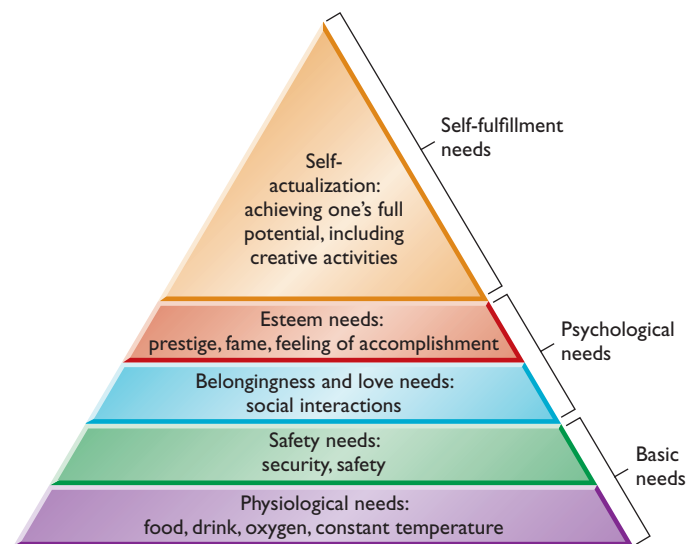 Self-fulfillment
needs
Self-
actualization:
achieving one’s full
potential, including
creative activities
Esteem needs:
prestige, fame, feeling of accomplishment
Psychological
needs
Belongingness and love needs:
social interactions
Safety needs:
security, safety
Basic
needs
Physiological needs:
food, drink, oxygen, constant temperature